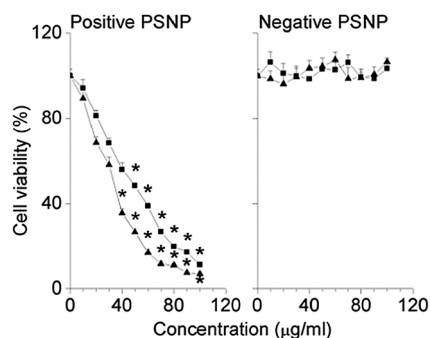 Positive PSNP Negative PSNP
120
80
40
0
Cell viability (%)
0 40 80 120 0 40 80 120
Concentration (μg/ml)
* * * * * *
* * * * * * *